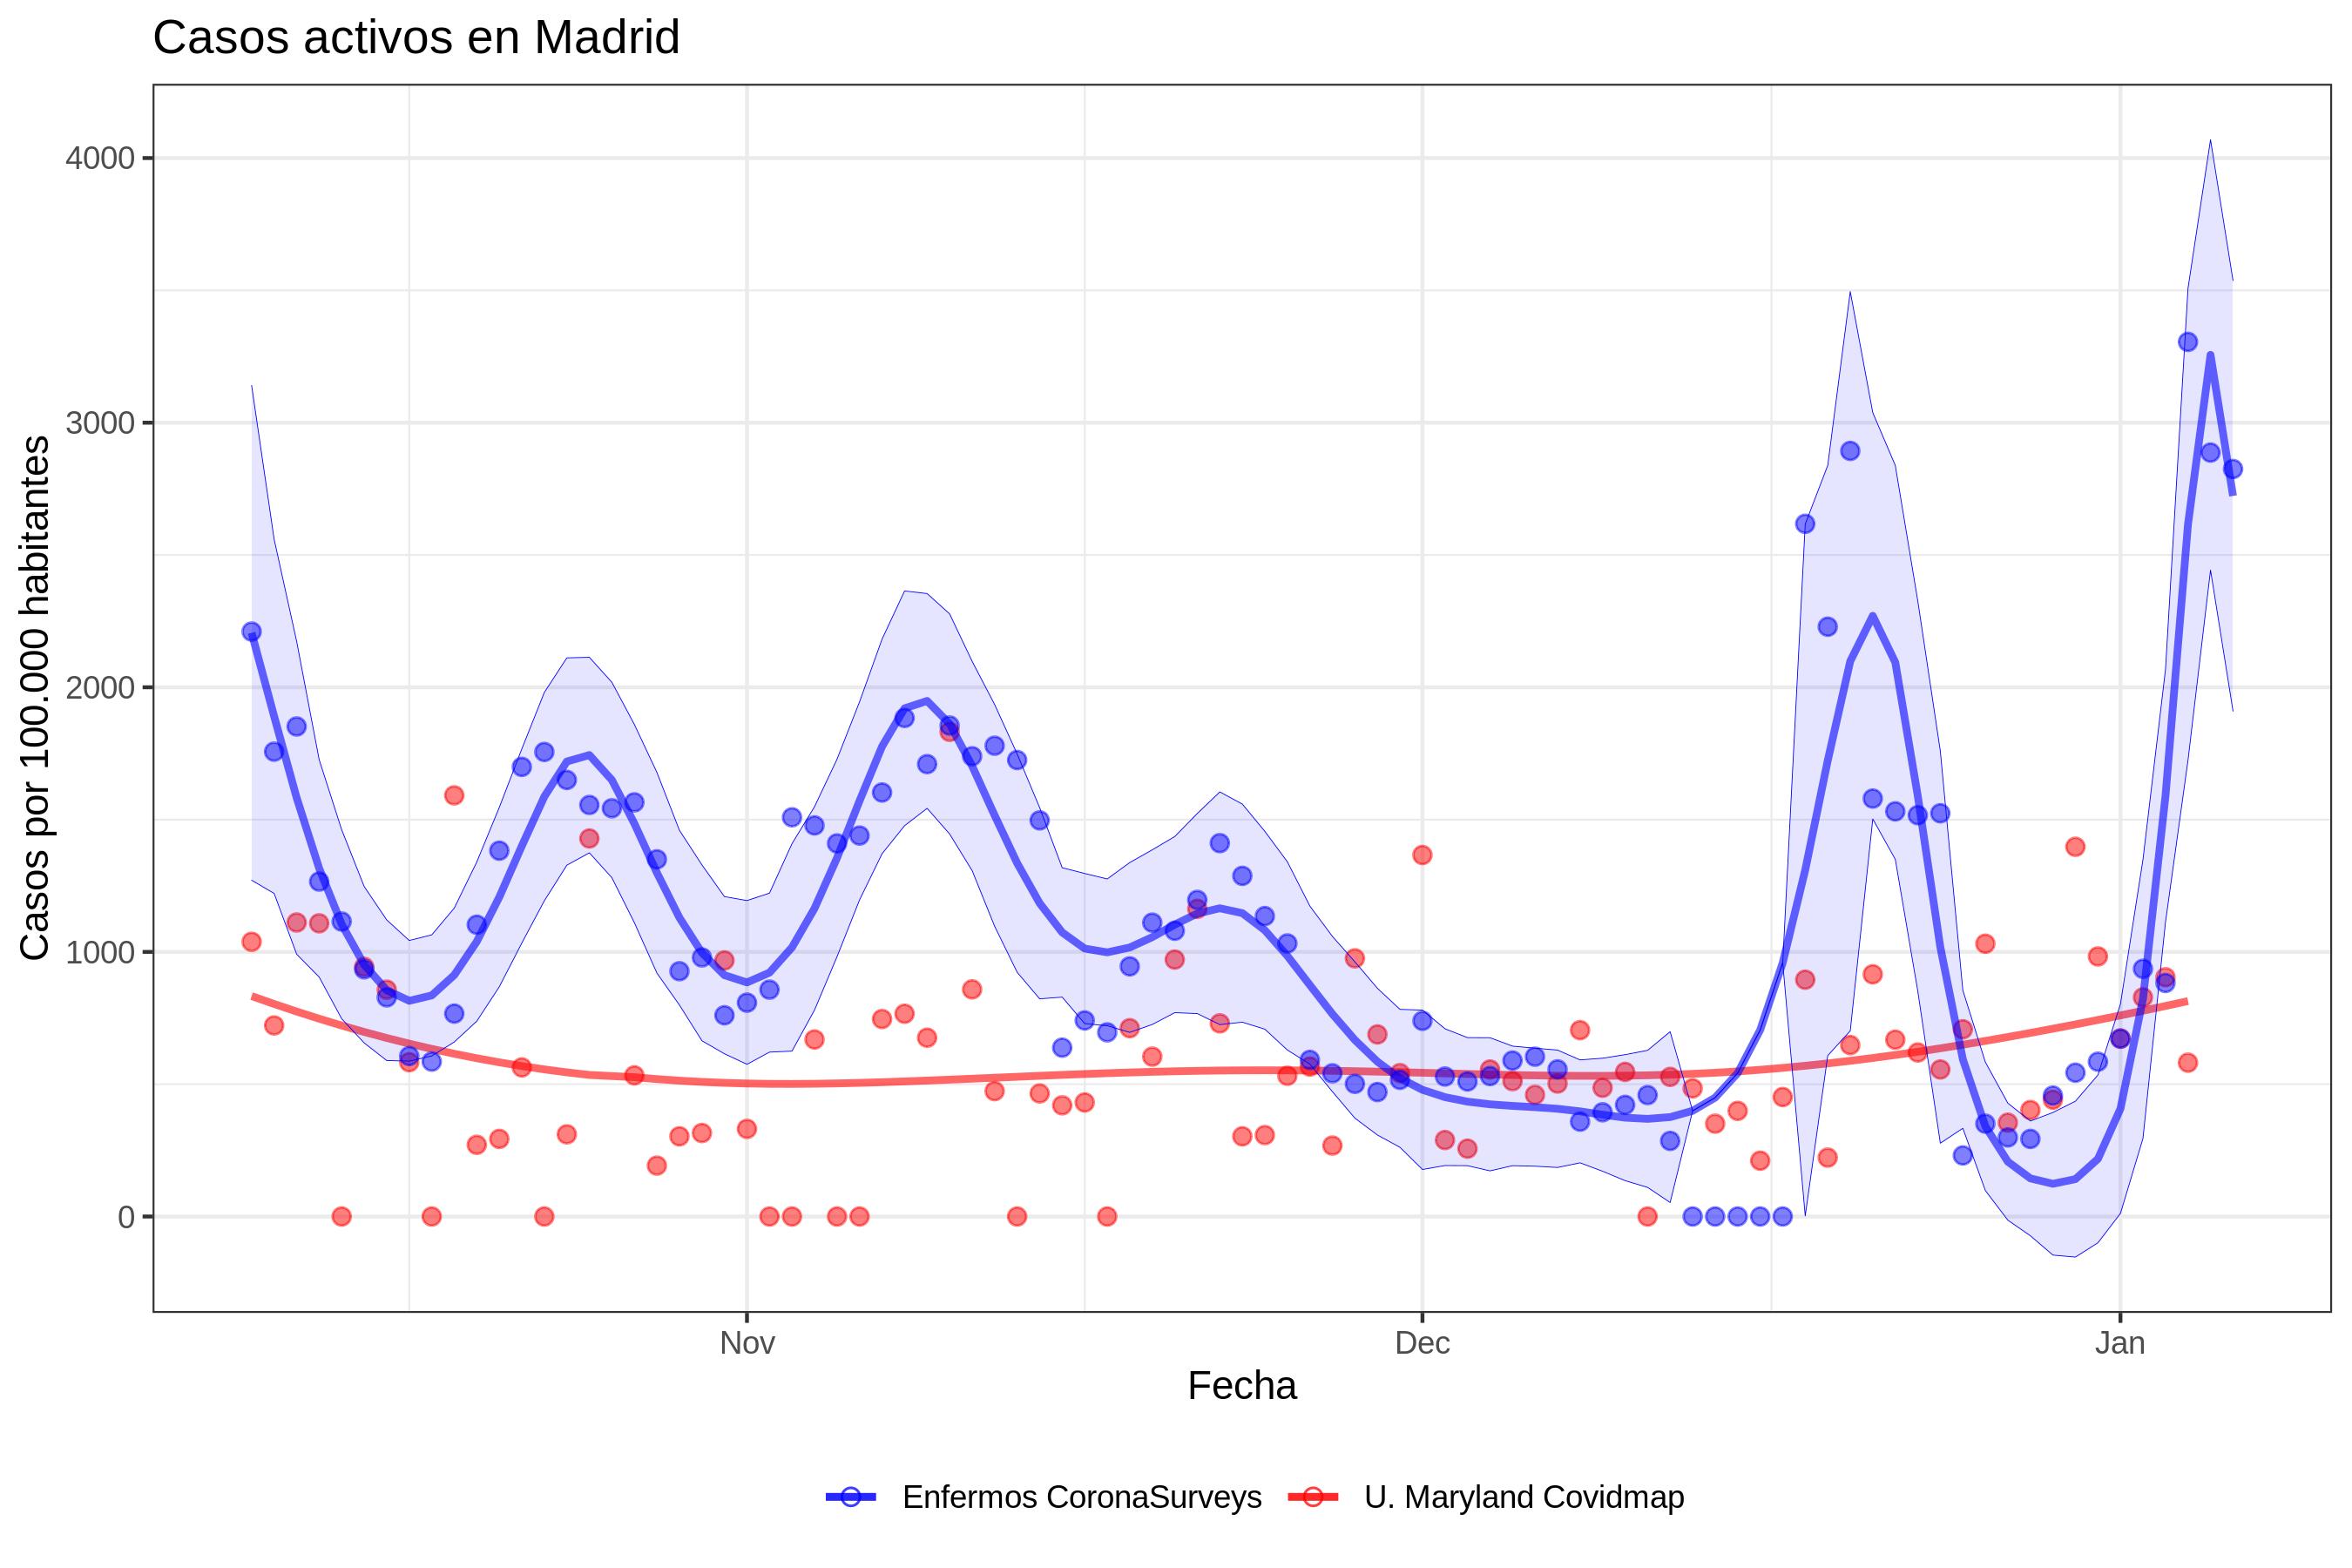 Casos activos en Madrid
Casos por 100.000 habitantes
4000
3000
2000
1000
0
Nov Dec Jan
Fecha
Enfermos CoronaSurveys U. Maryland Covidmap